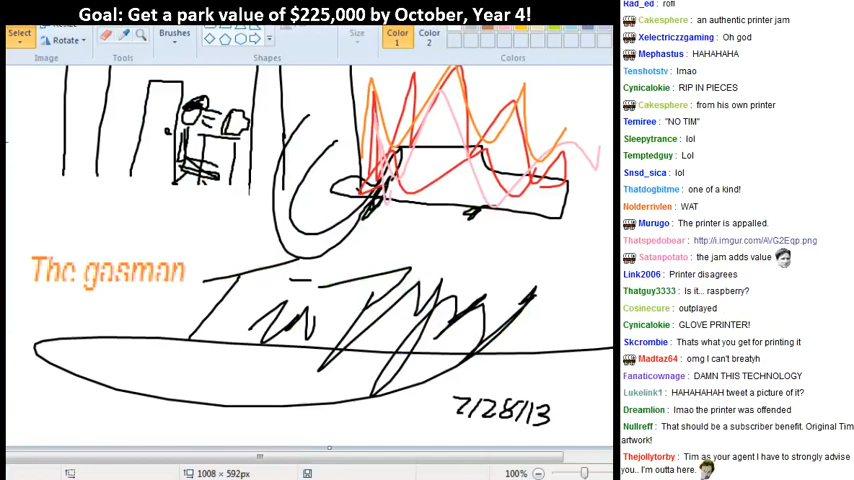 Goal: Get a park value of $225,000 by October, Year 4!
Select
Rotate
Image
Tools
Brushes
Shapes
Size
Color
1
Color
2
Colors
The gasman
Tim
7/28/13
1008 × 592px
100%
Rad_ed : rofl
Cakesphere : an authentic printer jam
Xelectriczzgaming : Oh god
Mephastus : HAHAHAHA
Tenshotstv : lmao
Cynicalokie : RIP IN PIECES
Cakesphere : from his own printer
Temiree : "NO TIM"
Sleepytrance : lol
Temptedguy : Lol
Snsd_sica : lol
Thatdogbitme : one of a kind!
Nolderrivlen : WAT
Murugo : The printer is appalled.
Thatspedobear : http://i.imgur.com/AVG2Eqp.png
Satanpotato : the jam adds value
Link2006 : Printer disagrees
Thatguy3333 : Is it... raspberry?
Cosinecure : outplayed
Cynicalokie : GLOVE PRINTER!
Skcrombie : Thats what you get for printing it
Madtaz64 : omg I can't breatyh
Fanaticownage : DAMN THIS TECHNOLOGY
Lukelink1 : HAHAHAHAH tweet a picture of it?
Dreamlion : lmao the printer was offended
Nullreff : That should be a subscriber benefit. Original Tim
artwork!
Thejollytorby : Tim as your agent I have to strongly advise
you.. I'm outta here.